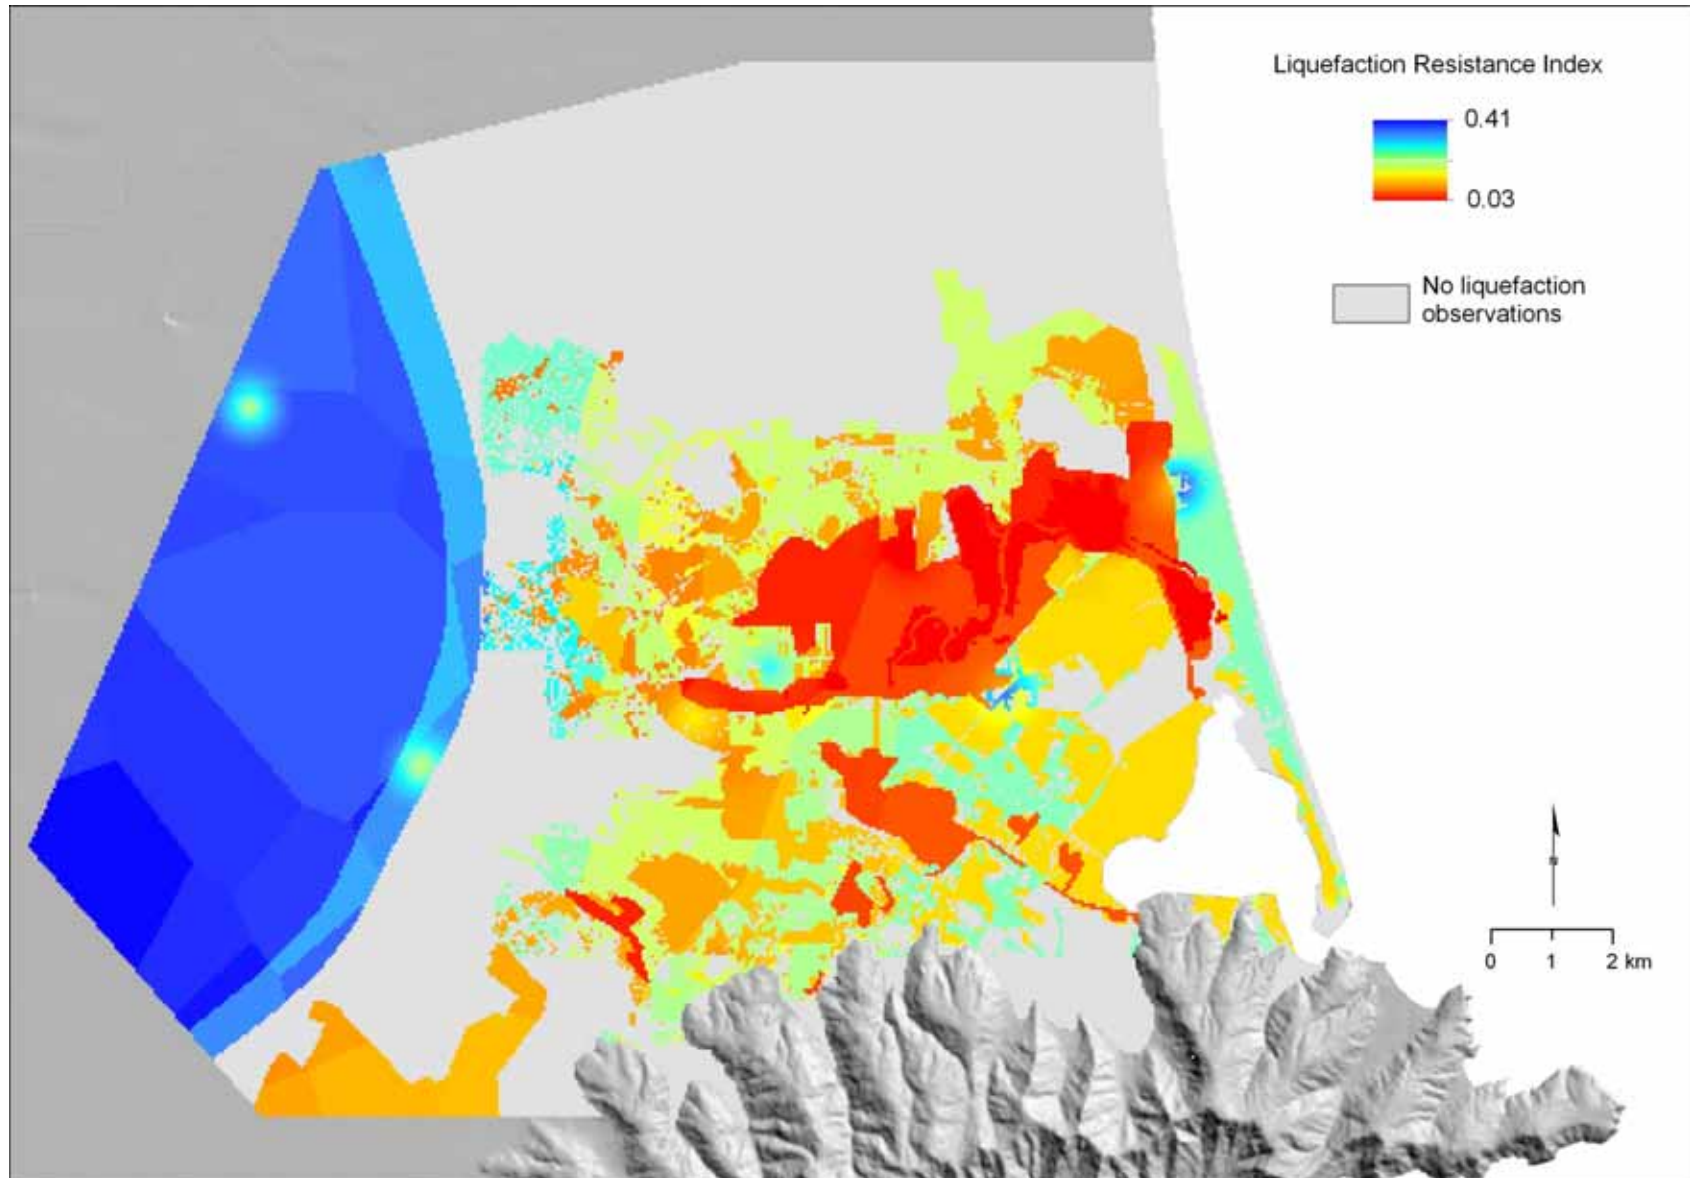 Liquefaction Resistance Index
0.41
0.03
No liquefaction
observations
N
0 1 2 km